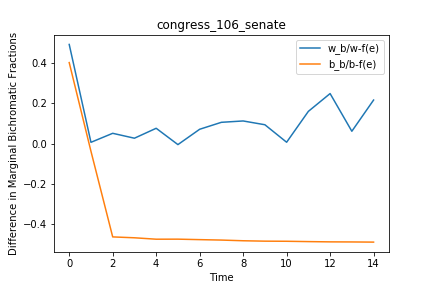 congress_106_senate
w_b/w-f(e)
b_b/b-f(e)
Difference in Marginal Bichromatic Fractions
0.4
0.2
0.0
−0.2
−0.4
0 2 4 6 8 10 12 14
Time